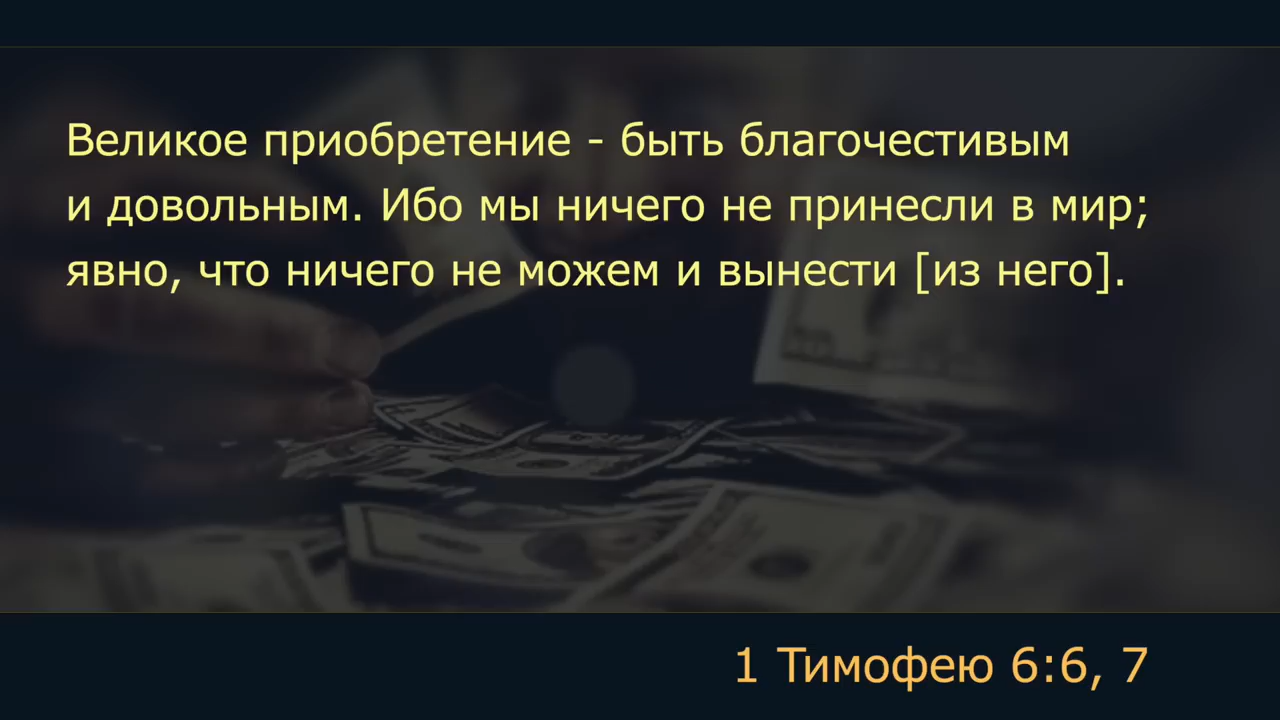 Великое приобретение - быть благочестивым
и довольным. Ибо мы ничего не принесли в мир;
явно, что ничего не можем и вынести [из него].
1 Тимофею 6:6, 7